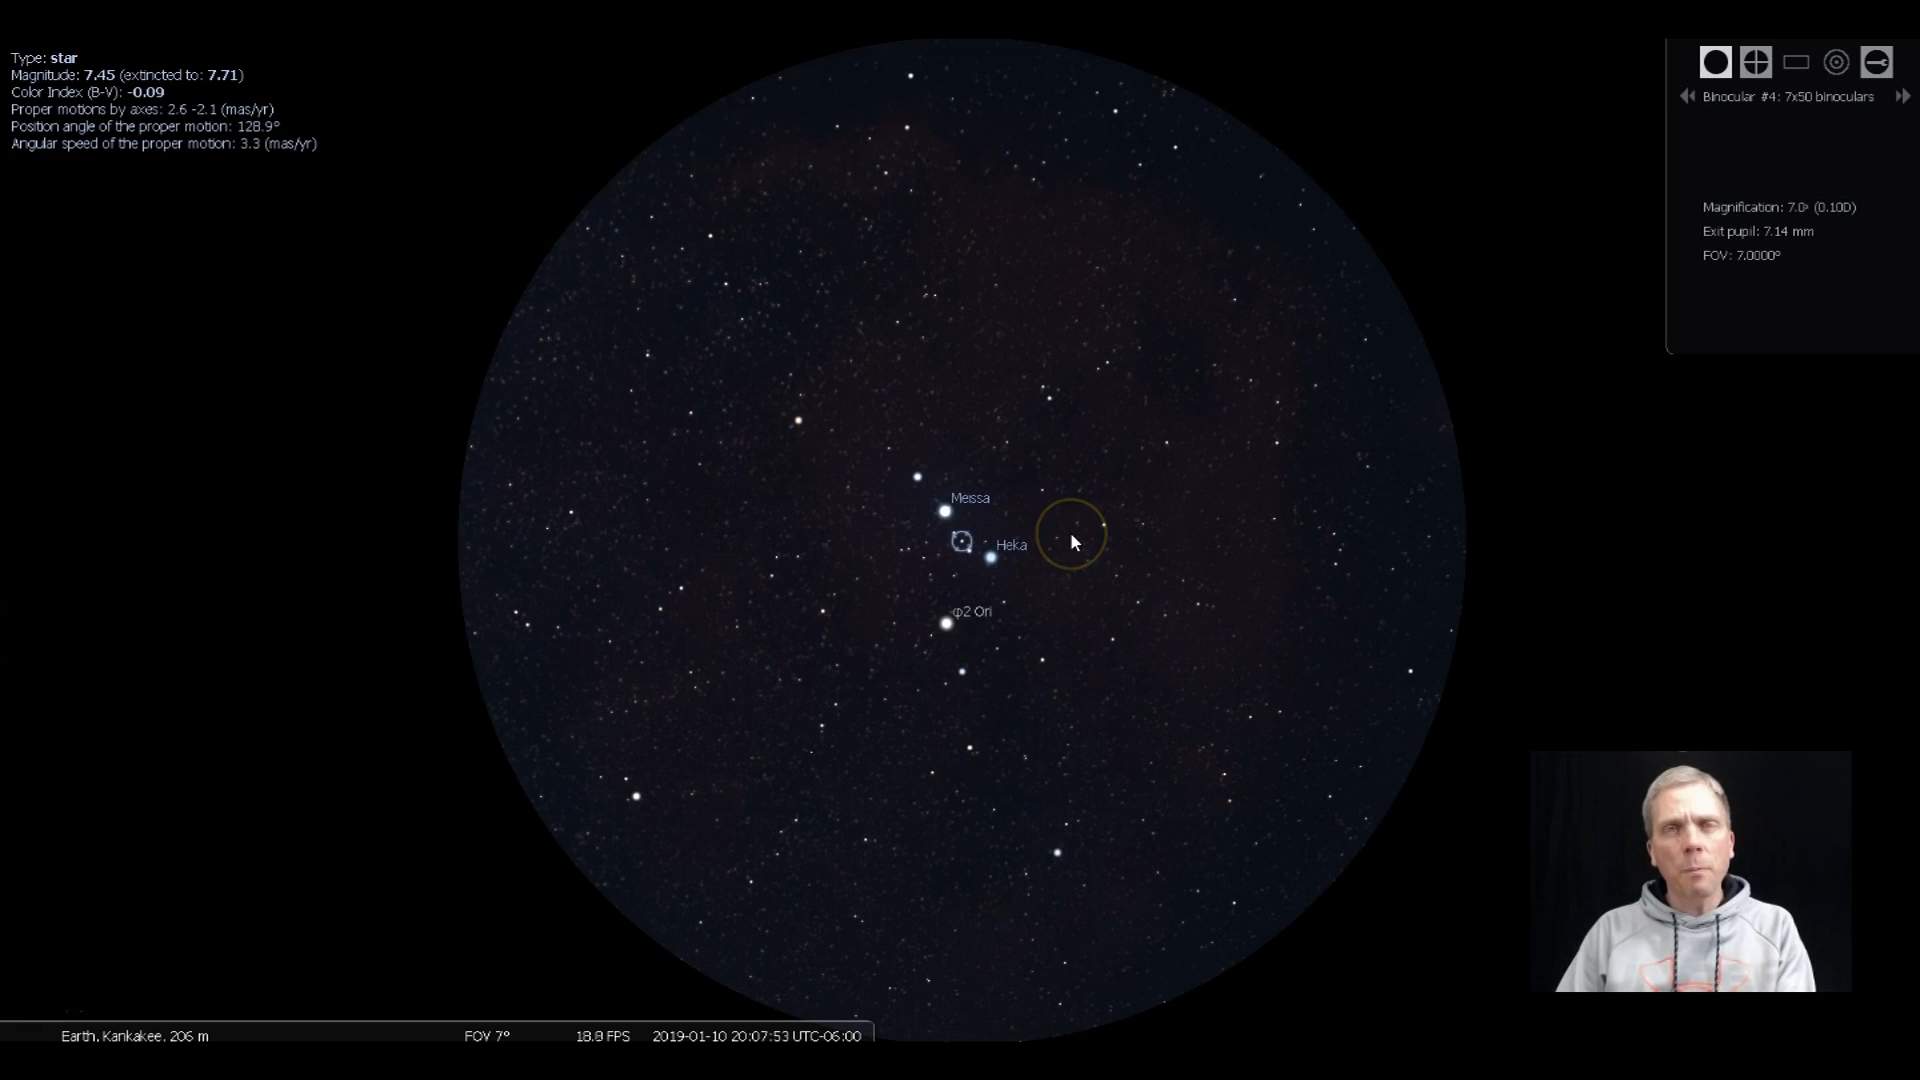 Type: star
Magnitude: 7.45 (extincted to: 7.71)
Color Index (B-V): -0.09
Proper motions by axes: 2.6 -2.1 (mas/yr)
Position angle of the proper motion: 128.9°
Angular speed of the proper motion: 3.3 (mas/yr)
Binocular #4: 7x50 binoculars
Magnification: 7.0× (0.10D)
Exit pupil: 7.14 mm
FOV: 7.0000°
Meissa
Heka
φ2 Ori
Earth, Kankakee, 206 m FOV 7° 18.8 FPS 2019-01-10 20:07:53 UTC-06:00